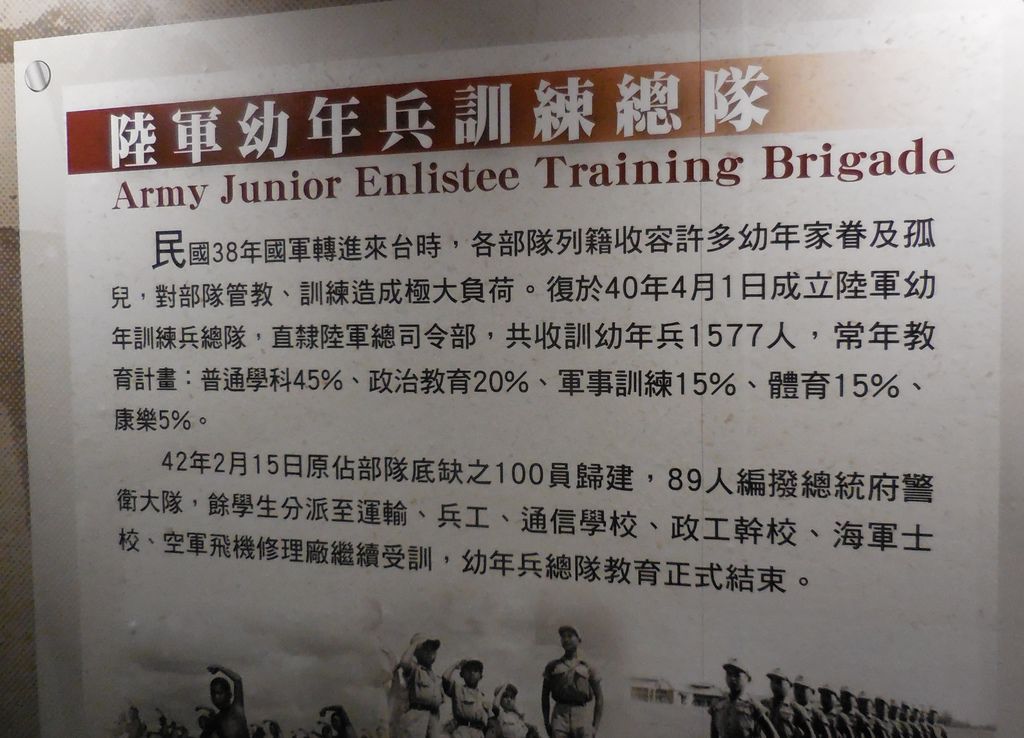 陸軍幼年兵訓練總隊
Army Junior Enlistee Training Brigade
民國38年國軍轉進來台時，各部隊列籍收容許多幼年家眷及孤
兒，對部隊管教、訓練造成極大負荷。復於40年4月1日成立陸軍幼
年訓練兵總隊，直隸陸軍總司令部，共收訓幼年兵1577人，常年教
育計畫：普通學科45%、政治教育20%、軍事訓練15%、體育15%、
康樂5%。
42年2月15日原佔部隊底缺之100員歸建，89人編撥總統府警
衛大隊，餘學生分派至運輸、兵工、通信學校、政工幹校、海軍士
校、空軍飛機修理廠繼續受訓，幼年兵總隊教育正式結束。